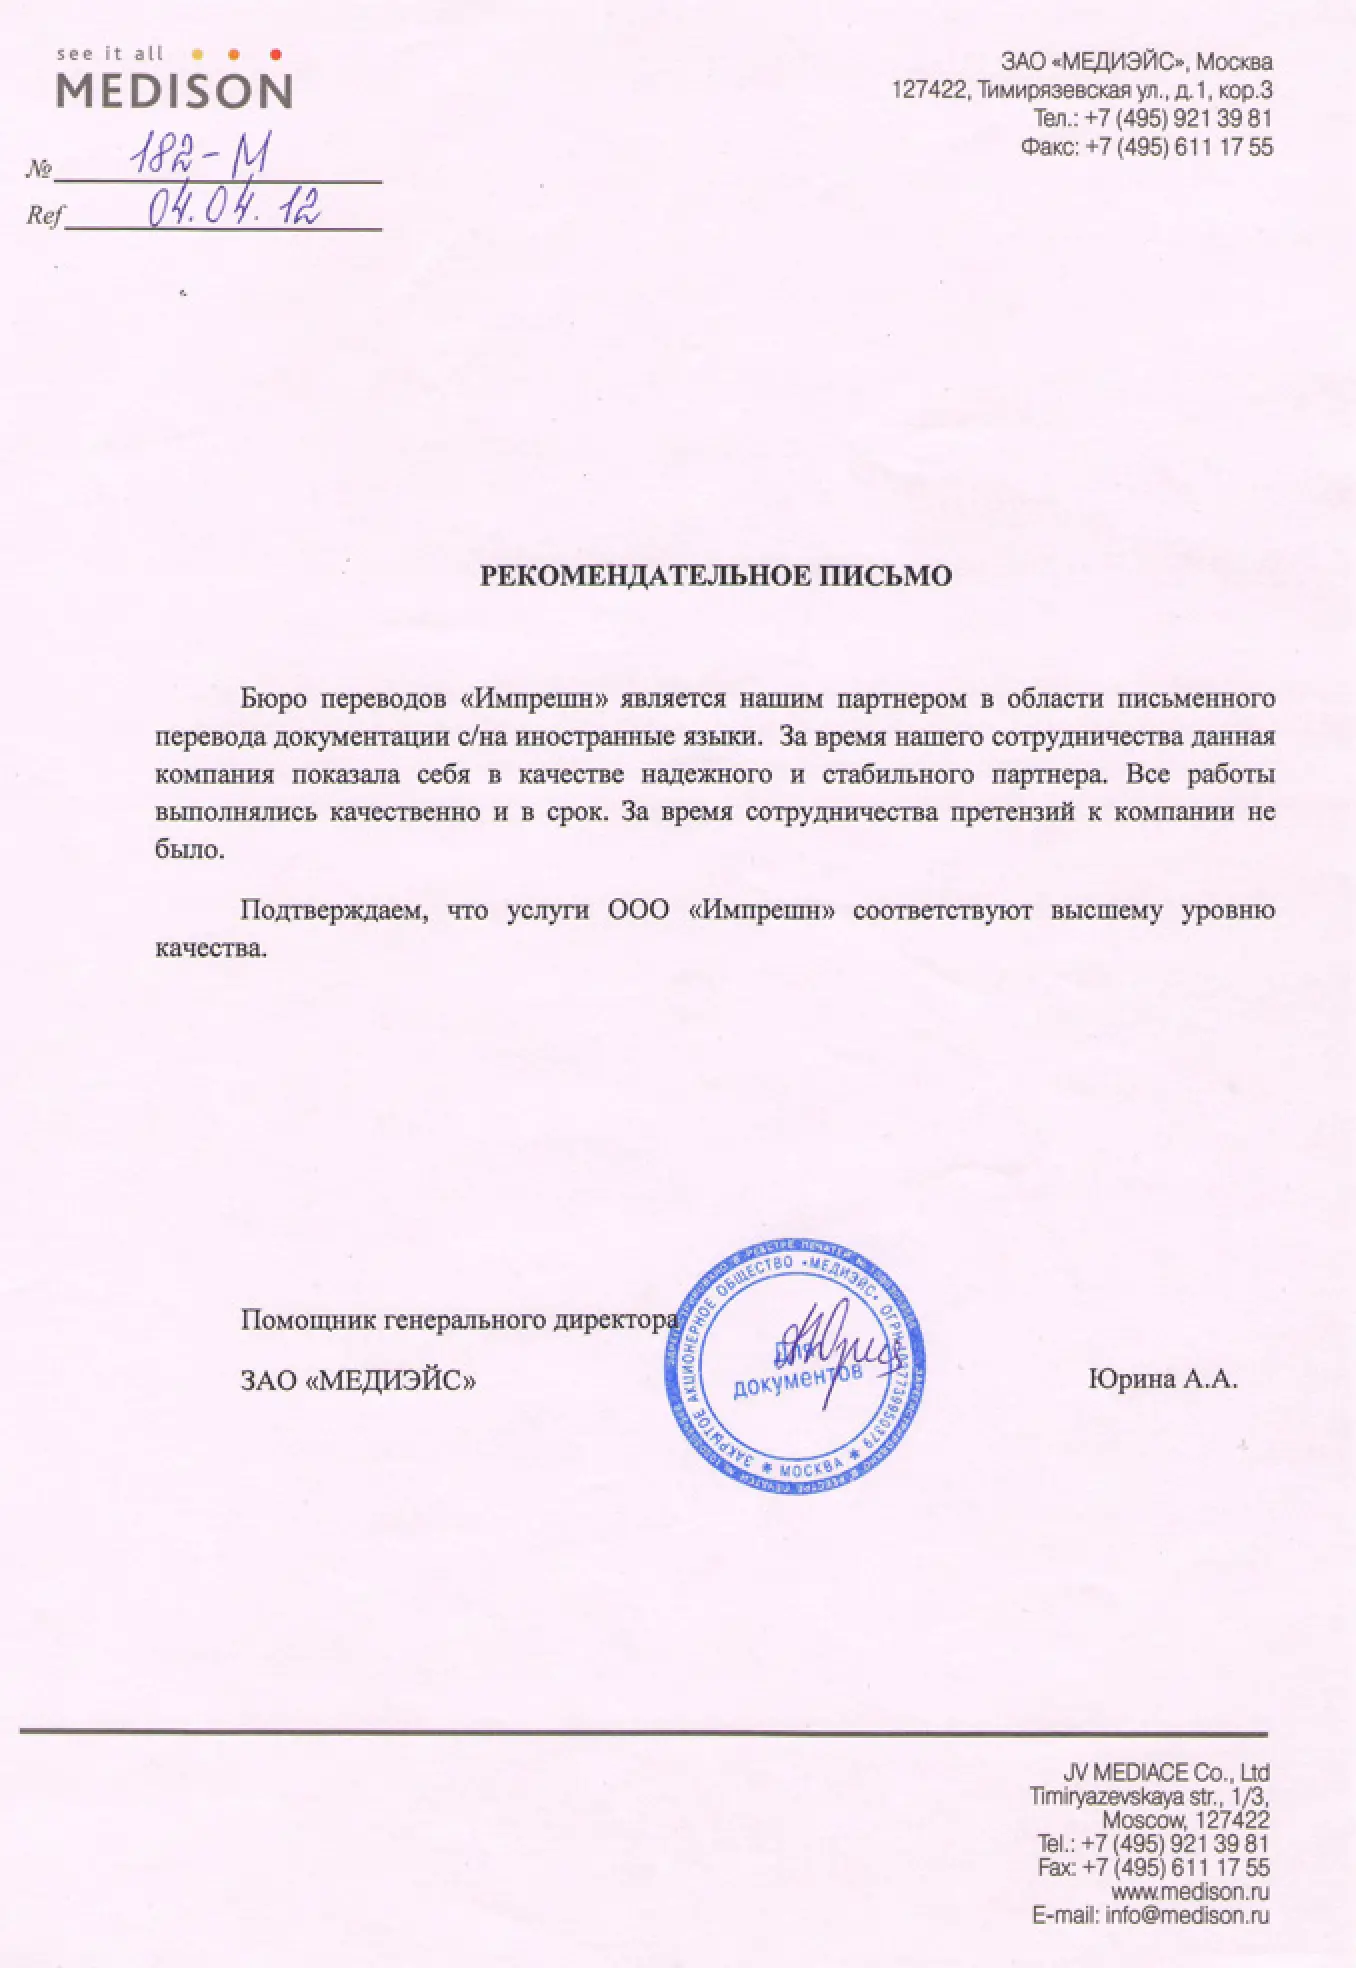 see it all
MEDISON
ЗАО «МЕДИЭЙС», Москва
127422, Тимирязевская ул., д.1, кор.3
Тел.: +7 (495) 921 39 81
Факс: +7 (495) 611 17 55
№ 182-М
Ref 04.04.12
РЕКОМЕНДАТЕЛЬНОЕ ПИСЬМО
Бюро переводов «Импрешн» является нашим партнером в области письменного
перевода документации с/на иностранные языки. За время нашего сотрудничества данная
компания показала себя в качестве надежного и стабильного партнера. Все работы
выполнялись качественно и в срок. За время сотрудничества претензий к компании не
было.
Подтверждаем, что услуги ООО «Импрешн» соответствуют высшему уровню
качества.
Помощник генерального директора
ЗАО «МЕДИЭЙС»
Юрина А.А.
ЗАКРЫТОЕ АКЦИОНЕРНОЕ ОБЩЕСТВО «МЕДИЭЙС» ОГРН
* МОСКВА *
Для
документов
JV MEDIACE Co., Ltd
Timiryazevskaya str., 1/3,
Moscow, 127422
Tel.: +7 (495) 921 39 81
Fax: +7 (495) 611 17 55
www.medison.ru
E-mail: info@medison.ru